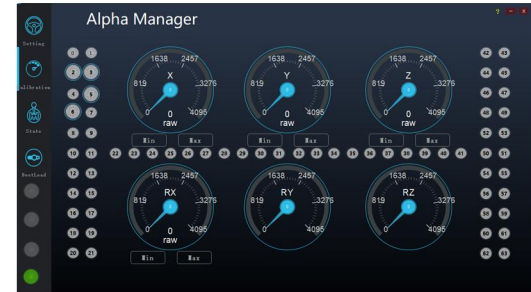 ? - ×
Alpha Manager
Setting
alibration
State
BootLoad
0 1 42 43
2 3 44 45
4 5 46 47
6 7 48 49
8 9 52 53
10 11 50 51
12 13 54 55
14 15 56 57
16 17 58 59
18 19 60 61
20 21 62 63
1638 2457 1638 2457 1638 2457
X Y Z
819 3276 819 3276 819 3276
0 4095 0 4095 0 4095
0 0 0
raw raw raw
Min Max Min Max Min Max
22 23 24 25 26 27 28 29 30 31 32 33 34 35 36 37 38 39 40 41
1638 2457 1638 2457 1638 2457
RX RY RZ
819 3276 819 3276 819 3276
0 4095 0 4095 0 4095
0
raw
Min Max